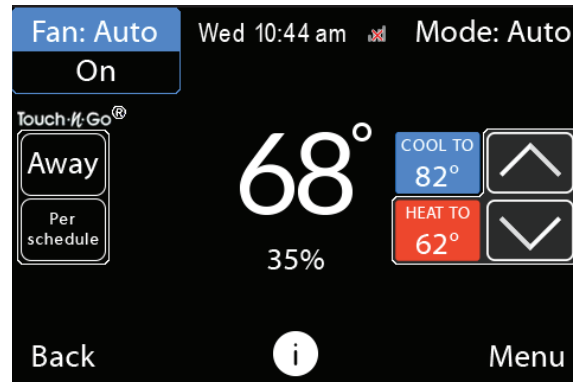 Fan: Auto
Wed 10:44 am
Mode: Auto
On
Touch·N·Go®
Away
Per
schedule
68°
35%
COOL TO
82°
HEAT TO
62°
Back
i
Menu